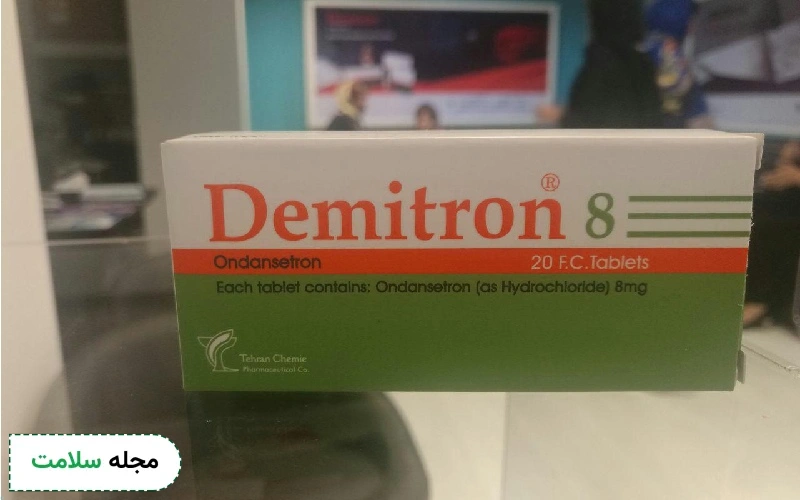 Demitron® 8
Ondansetron 20 F.C.Tablets
Each tablet contains: Ondansetron (as Hydrochloride) 8mg
Tehran Chemie
Pharmaceutical Co.
مجله سلامت